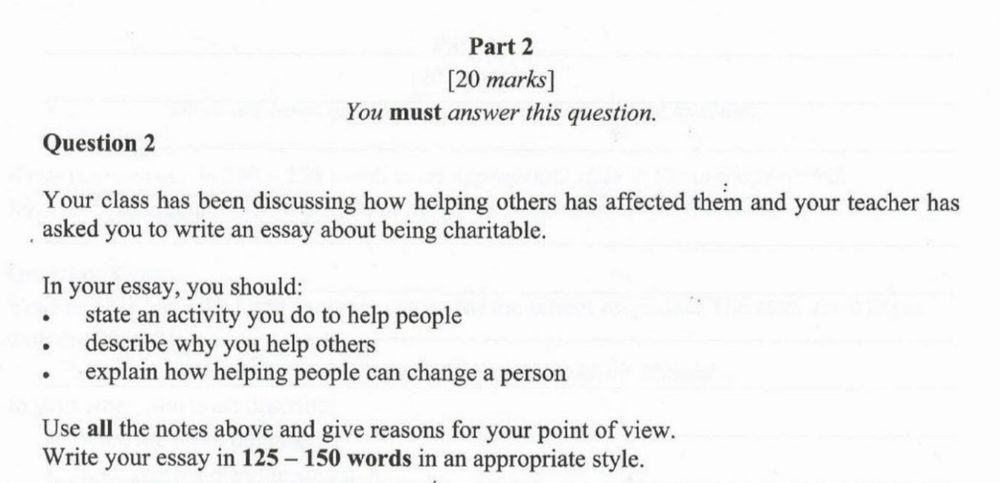 Part 2
[20 marks]
You must answer this question.
Question 2
Your class has been discussing how helping others has affected them and your teacher has
asked you to write an essay about being charitable.
In your essay, you should:
state an activity you do to help people
• describe why you help others
• explain how helping people can change a person
Use all the notes above and give reasons for your point of view.
Write your essay in 125 – 150 words in an appropriate style.